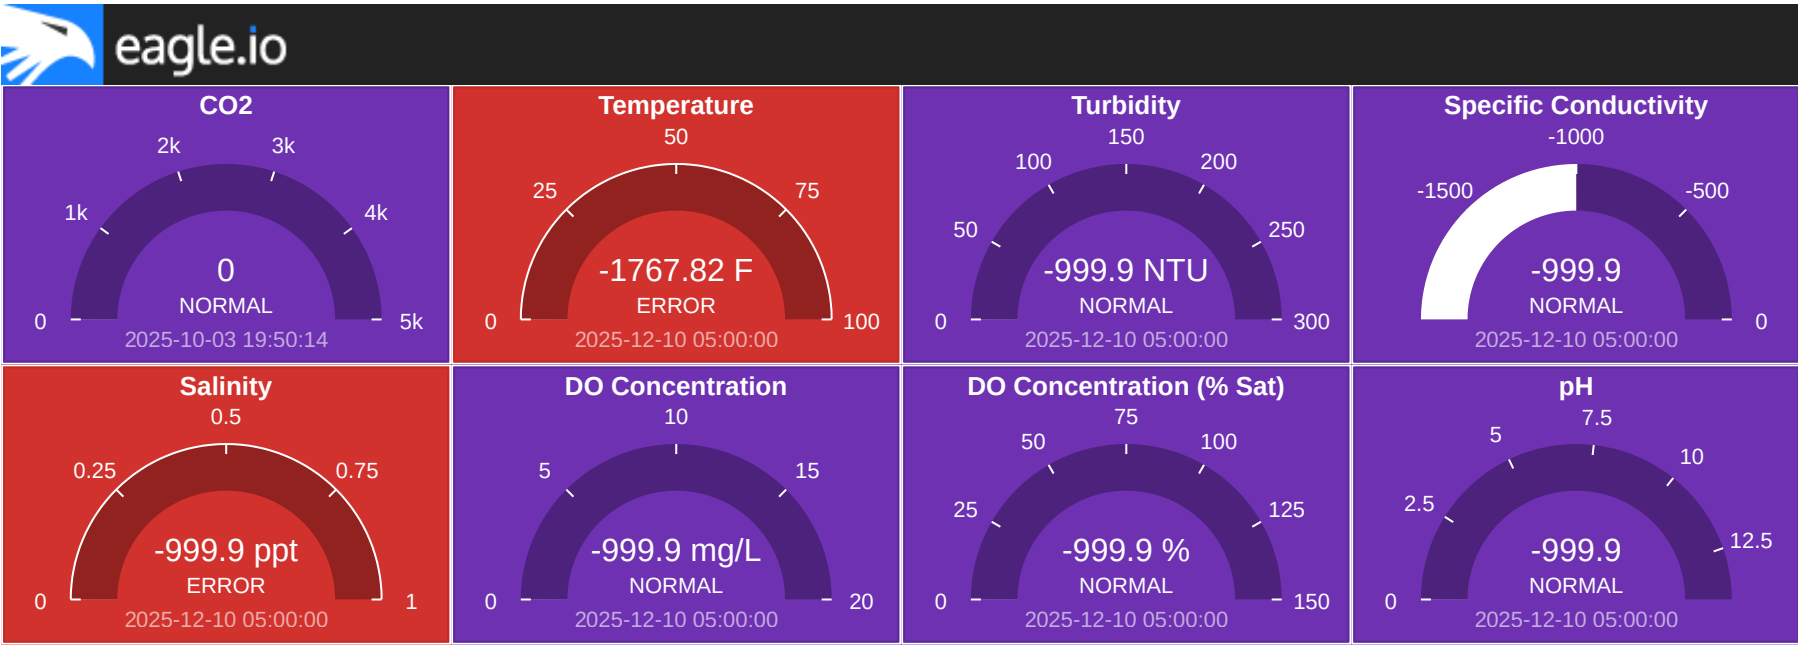 eagle.io
CO2
2k 3k
1k 4k
0
NORMAL
0 5k
2025-10-03 19:50:14
Temperature
50
25 75
-1767.82 F
ERROR
0 100
2025-12-10 05:00:00
Turbidity
150
100 200
50 250
-999.9 NTU
NORMAL
0 300
2025-12-10 05:00:00
Specific Conductivity
-1000
-1500 -500
-999.9
NORMAL
0
2025-12-10 05:00:00
Salinity
0.5
0.25 0.75
-999.9 ppt
ERROR
0 1
2025-12-10 05:00:00
DO Concentration
10
5 15
-999.9 mg/L
NORMAL
0 20
2025-12-10 05:00:00
DO Concentration (% Sat)
75
50 100
25 125
-999.9 %
NORMAL
0 150
2025-12-10 05:00:00
pH
7.5
5 10
2.5 12.5
-999.9
NORMAL
0
2025-12-10 05:00:00